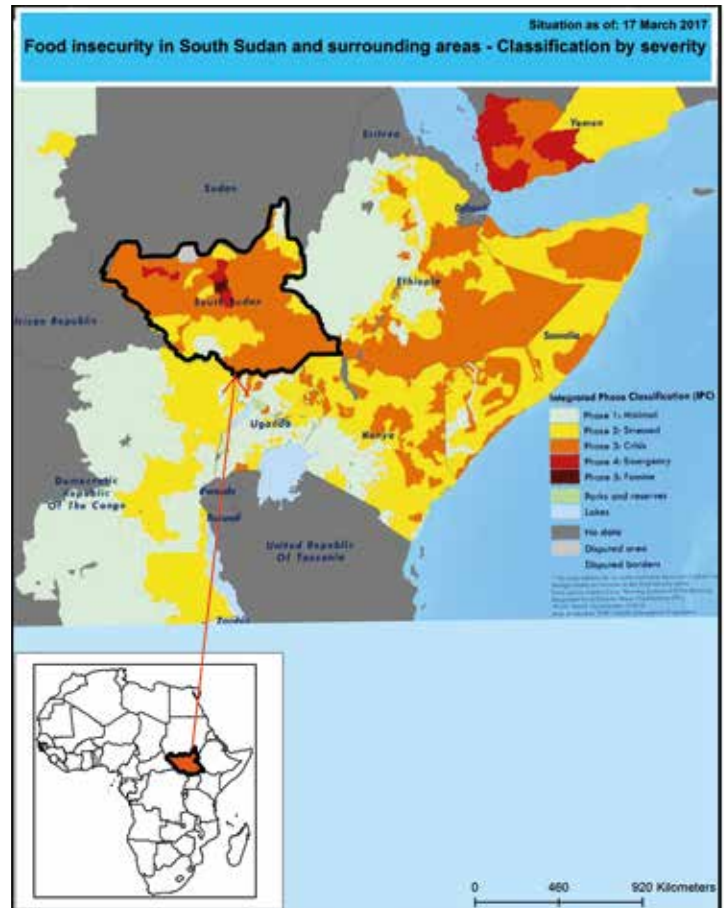 Situation as of: 17 March 2017
Food insecurity in South Sudan and surrounding areas - Classification by severity
Yemen
Eritrea
Sudan
Djibouti
Ethiopia
South Sudan
African Republic
Somalia
Integrated Phase Classification (IPC)
Phase 1: Minimal
Phase 2: Stressed
Phase 3: Crisis
Phase 4: Emergency
Phase 5: Famine
Parks and reserves
Lakes
No data
Disputed area
Disputed borders
Uganda
Kenya
Democratic
Republic
Of The Congo
Rwanda
Burundi
United Republic
Of Tanzania
Zambia
0 460 920 Kilometers